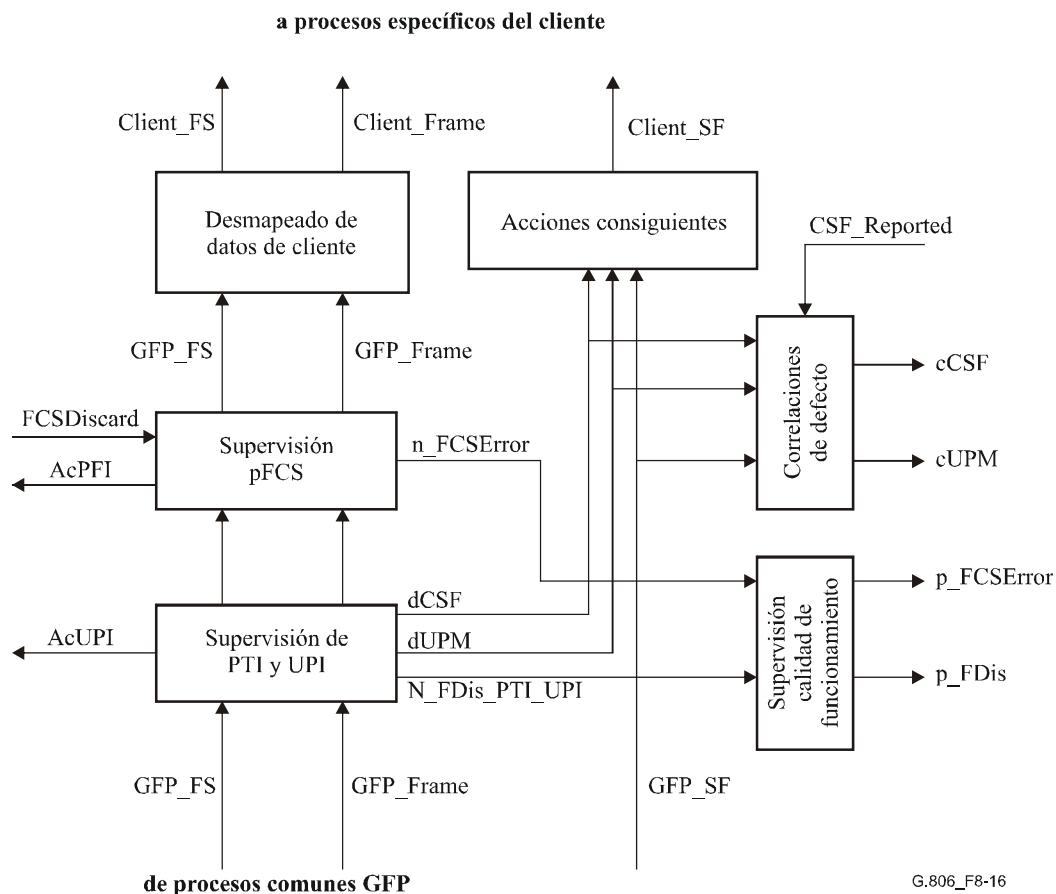 a procesos específicos del cliente
Client_FS
Client_Frame
Client_SF
Desmapeado de
datos de cliente
Acciones consiguientes
CSF_Reported
GFP_FS
GFP_Frame
Correlaciones
de defecto
cCSF
cUPM
FCSDiscard
AcPFI
Supervisión
pFCS
n_FCSError
AcUPI
Supervisión de
PTI y UPI
dCSF
dUPM
N_FDis_PTI_UPI
Supervisión
calidad de
funcionamiento
p_FCSError
p_FDis
GFP_FS
GFP_Frame
GFP_SF
de procesos comunes GFP
G.806_F8-16